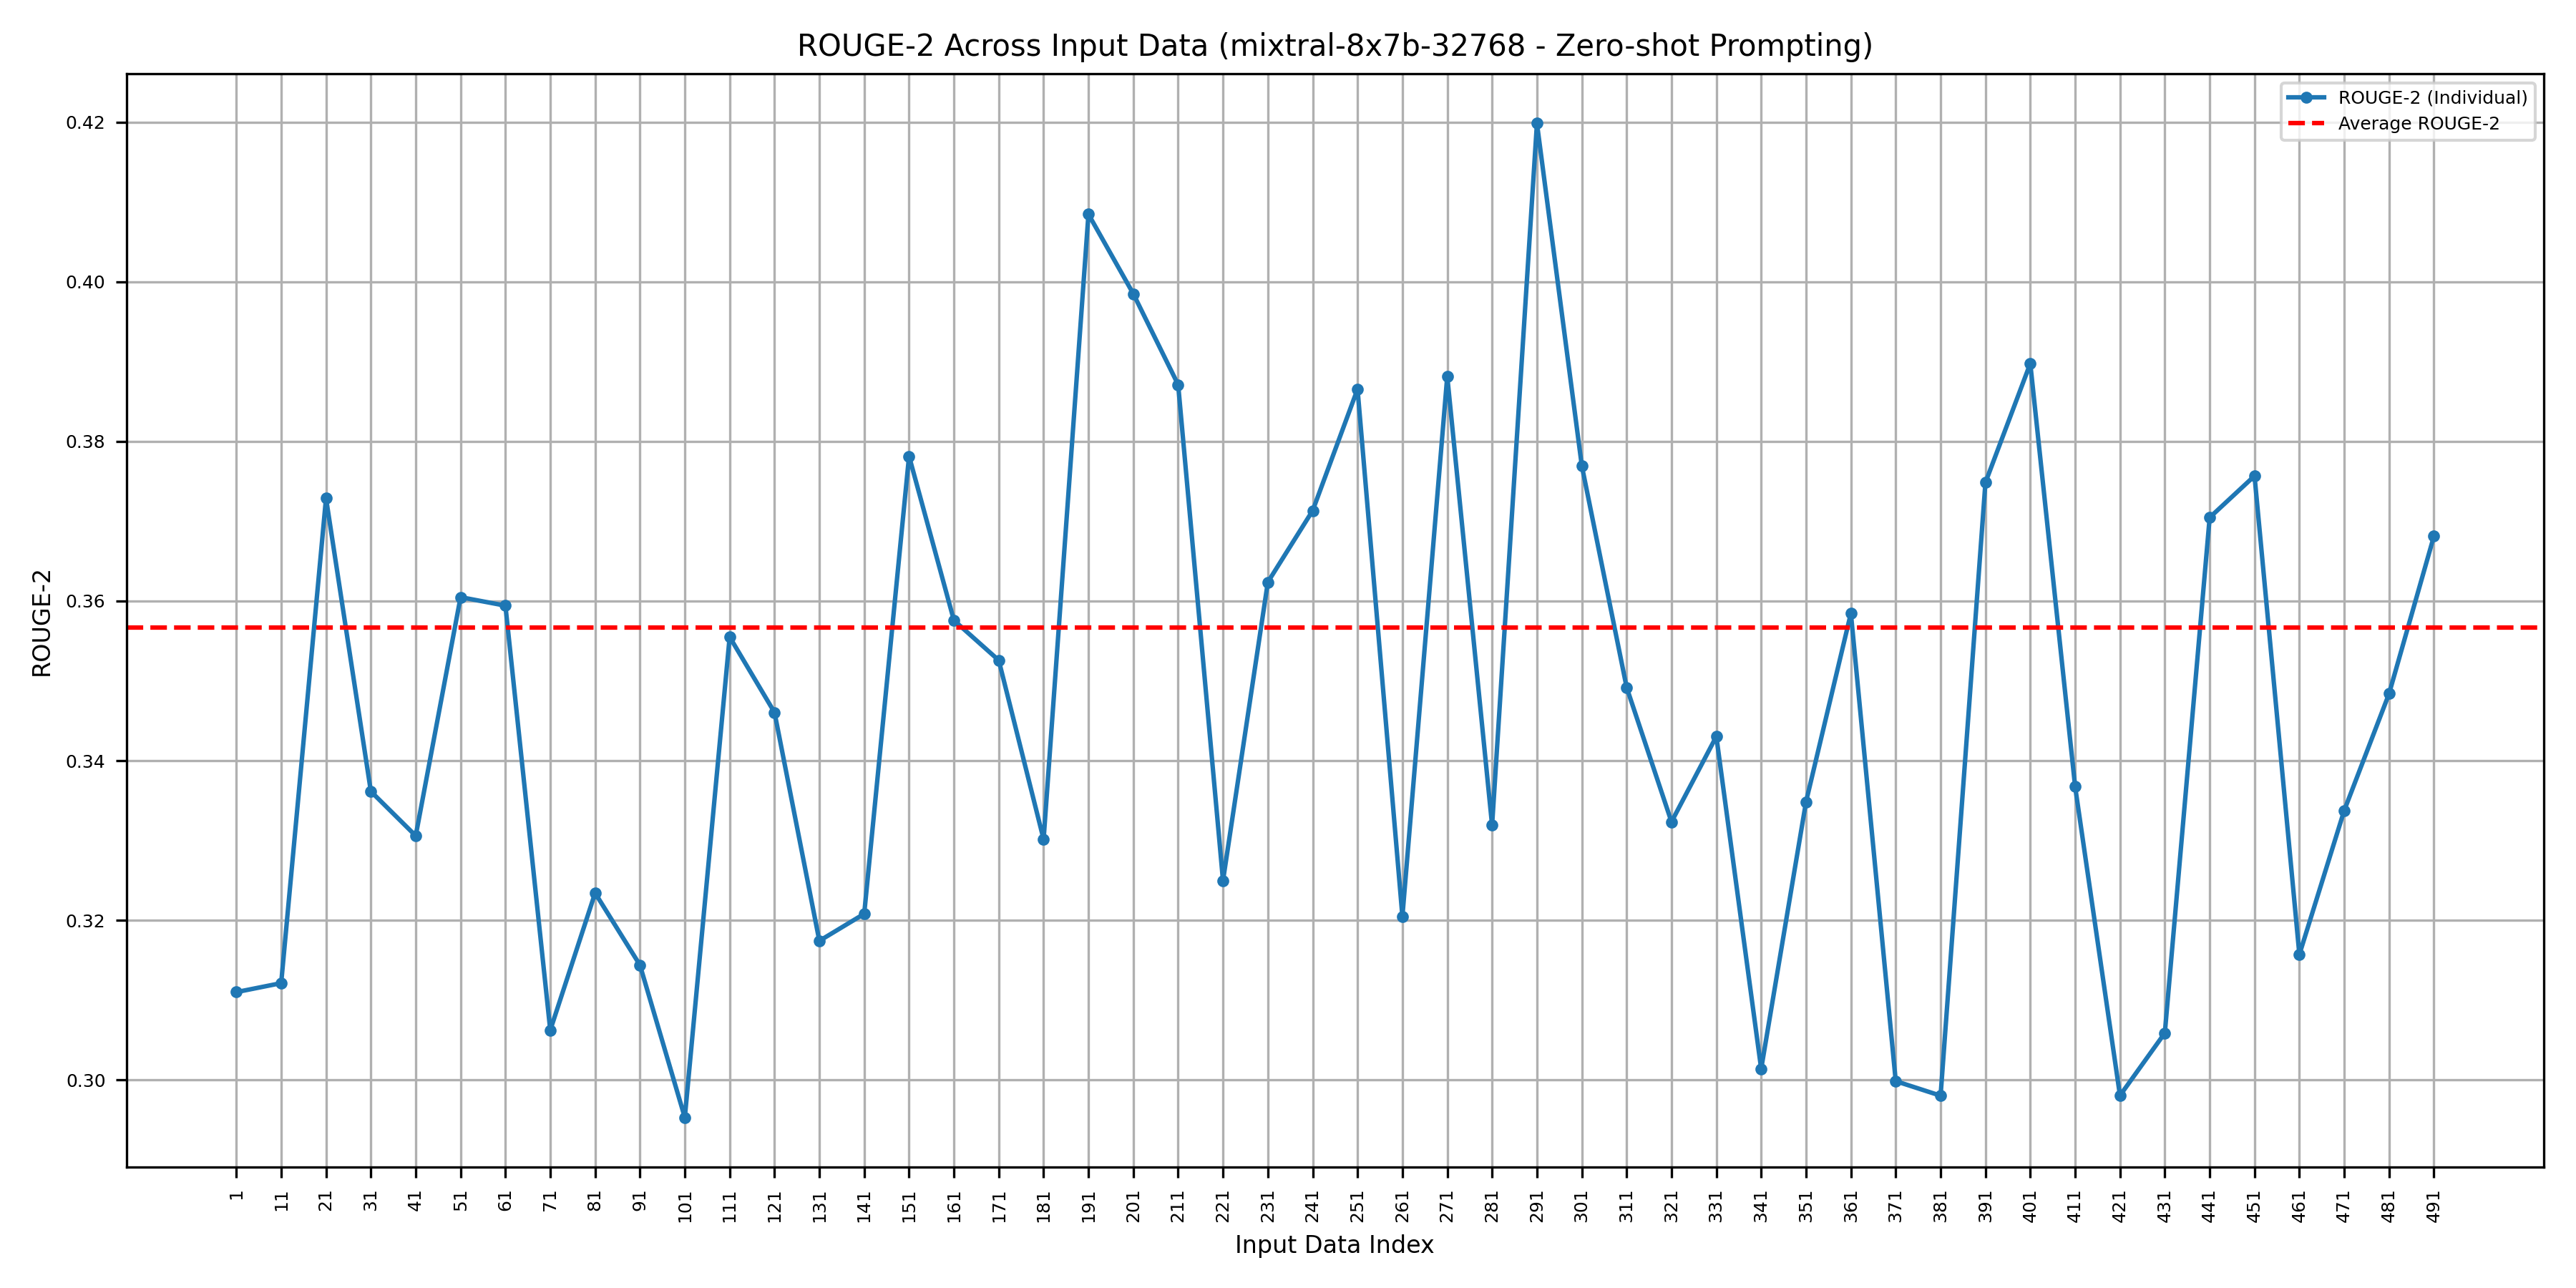 ROUGE-2 Across Input Data (mixtral-8x7b-32768 - Zero-shot Prompting)
ROUGE-2 (Individual)
Average ROUGE-2
0.42
0.40
0.38
0.36
0.34
0.32
0.30
ROUGE-2
1 11 21 31 41 51 61 71 81 91 101 111 121 131 141 151 161 171 181 191 201 211 221 231 241 251 261 271 281 291 301 311 321 331 341 351 361 371 381 391 401 411 421 431 441 451 461 471 481 491
Input Data Index